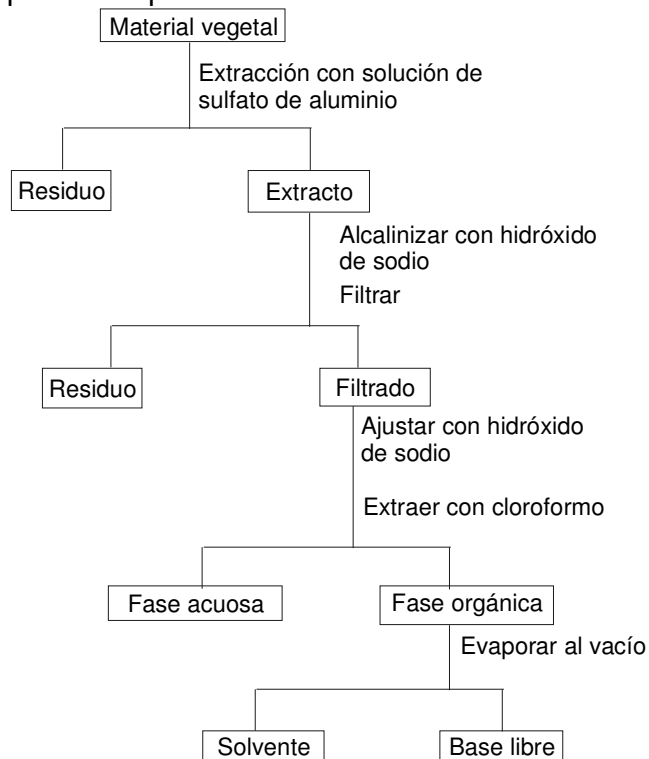 Material vegetal
Extracción con solución de
sulfato de aluminio
Residuo
Extracto
Alcalinizar con hidróxido
de sodio
Filtrar
Residuo
Filtrado
Ajustar con hidróxido
de sodio
Extraer con cloroformo
Fase acuosa
Fase orgánica
Evaporar al vacío
Solvente
Base libre